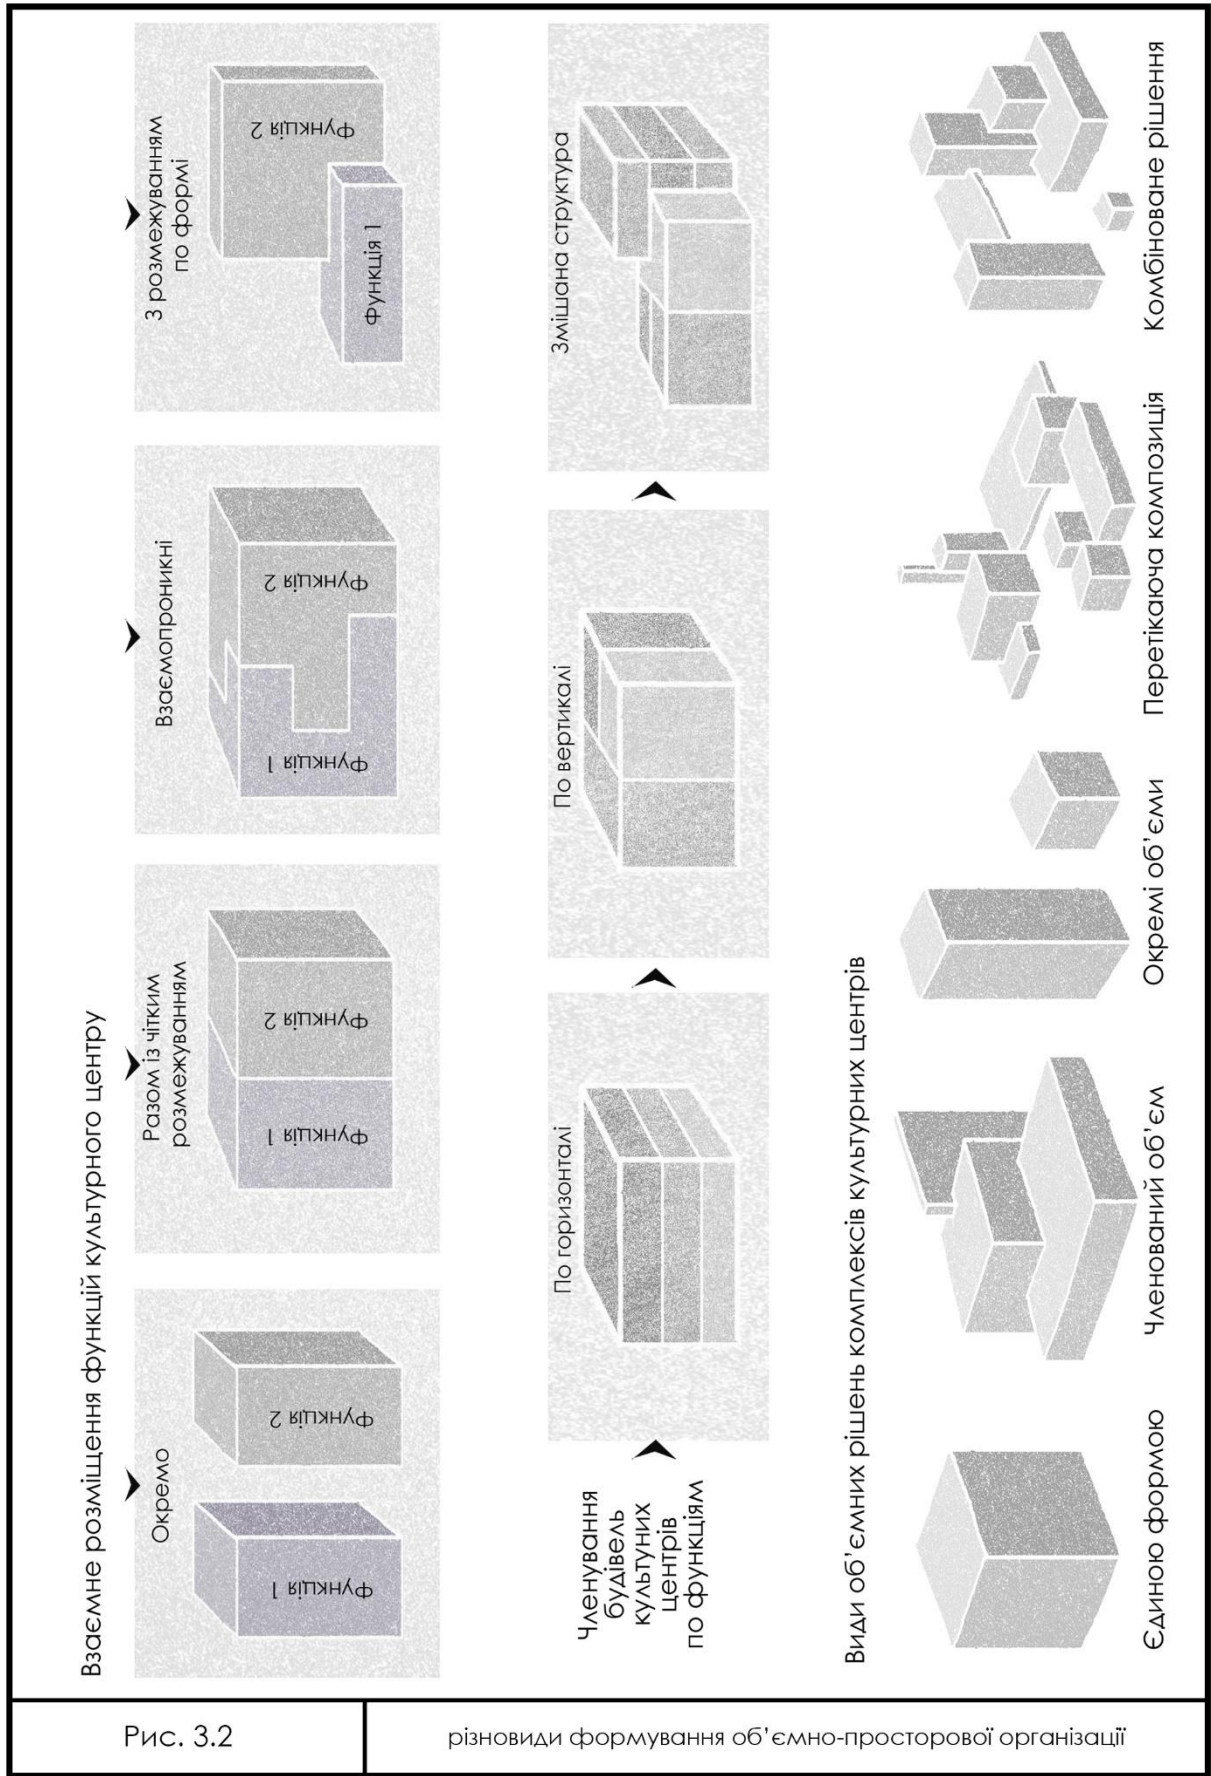 Взаємне розміщення функцій культурного центру
Окремо
Функція 1
Функція 2
Разом із чітким
розмежуванням
Функція 1
Функція 2
Взаємопроникні
Функція 1
Функція 2
З розмежуванням
по формі
Функція 1
Функція 2
Членування
будівель
культуних
центрів
по функціям
По горизонталі
По вертикалі
Змішана структура
Види об'ємних рішень комплексів культурних центрів
Єдиною формою
Членований об'єм
Окремі об'єми
Перетікаюча композиція
Комбіноване рішення
Рис. 3.2
різновиди формування об'ємно-просторової організації